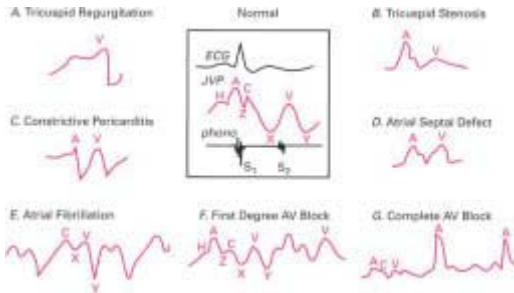 A. Tricuspid Regurgitation
V
Normal
ECG
JVP
H
A
C
Z
X
V
Y
phono
S₁
S₂
B. Tricuspid Stenosis
A
V
C. Constrictive Pericarditis
A
V
D. Atrial Septal Defect
A
V
E. Atrial Fibrillation
C
V
X
Y
F. First Degree AV Block
H
A
Z
C
X
V
Y
V
G. Complete AV Block
A
C
V
A
A